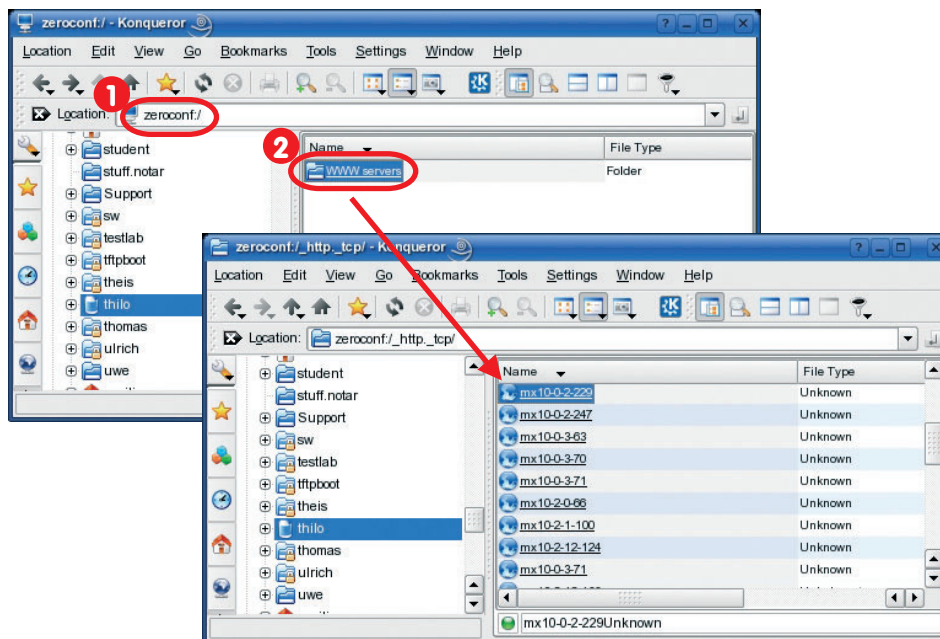 zeroconf:/ - Konqueror
Location Edit View Go Bookmarks Tools Settings Window Help
1
Location: zeroconf:/
student
stuff.notar
Support
sw
testlab
tftpboot
theis
thilo
thomas
ulrich
uwe
2
Name File Type
WWW servers Folder
zeroconf:/_http._tcp/ - Konqueror
Location Edit View Go Bookmarks Tools Settings Window Help
Location: zeroconf:/_http._tcp/
student
stuff.notar
Support
sw
testlab
tftpboot
theis
thilo
thomas
ulrich
uwe
Name File Type
mx10-0-2-229 Unknown
mx10-0-2-247 Unknown
mx10-0-3-63 Unknown
mx10-0-3-70 Unknown
mx10-0-3-71 Unknown
mx10-2-0-66 Unknown
mx10-2-1-100 Unknown
mx10-2-12-124 Unknown
mx10-0-3-71 Unknown
mx10-0-2-229Unknown